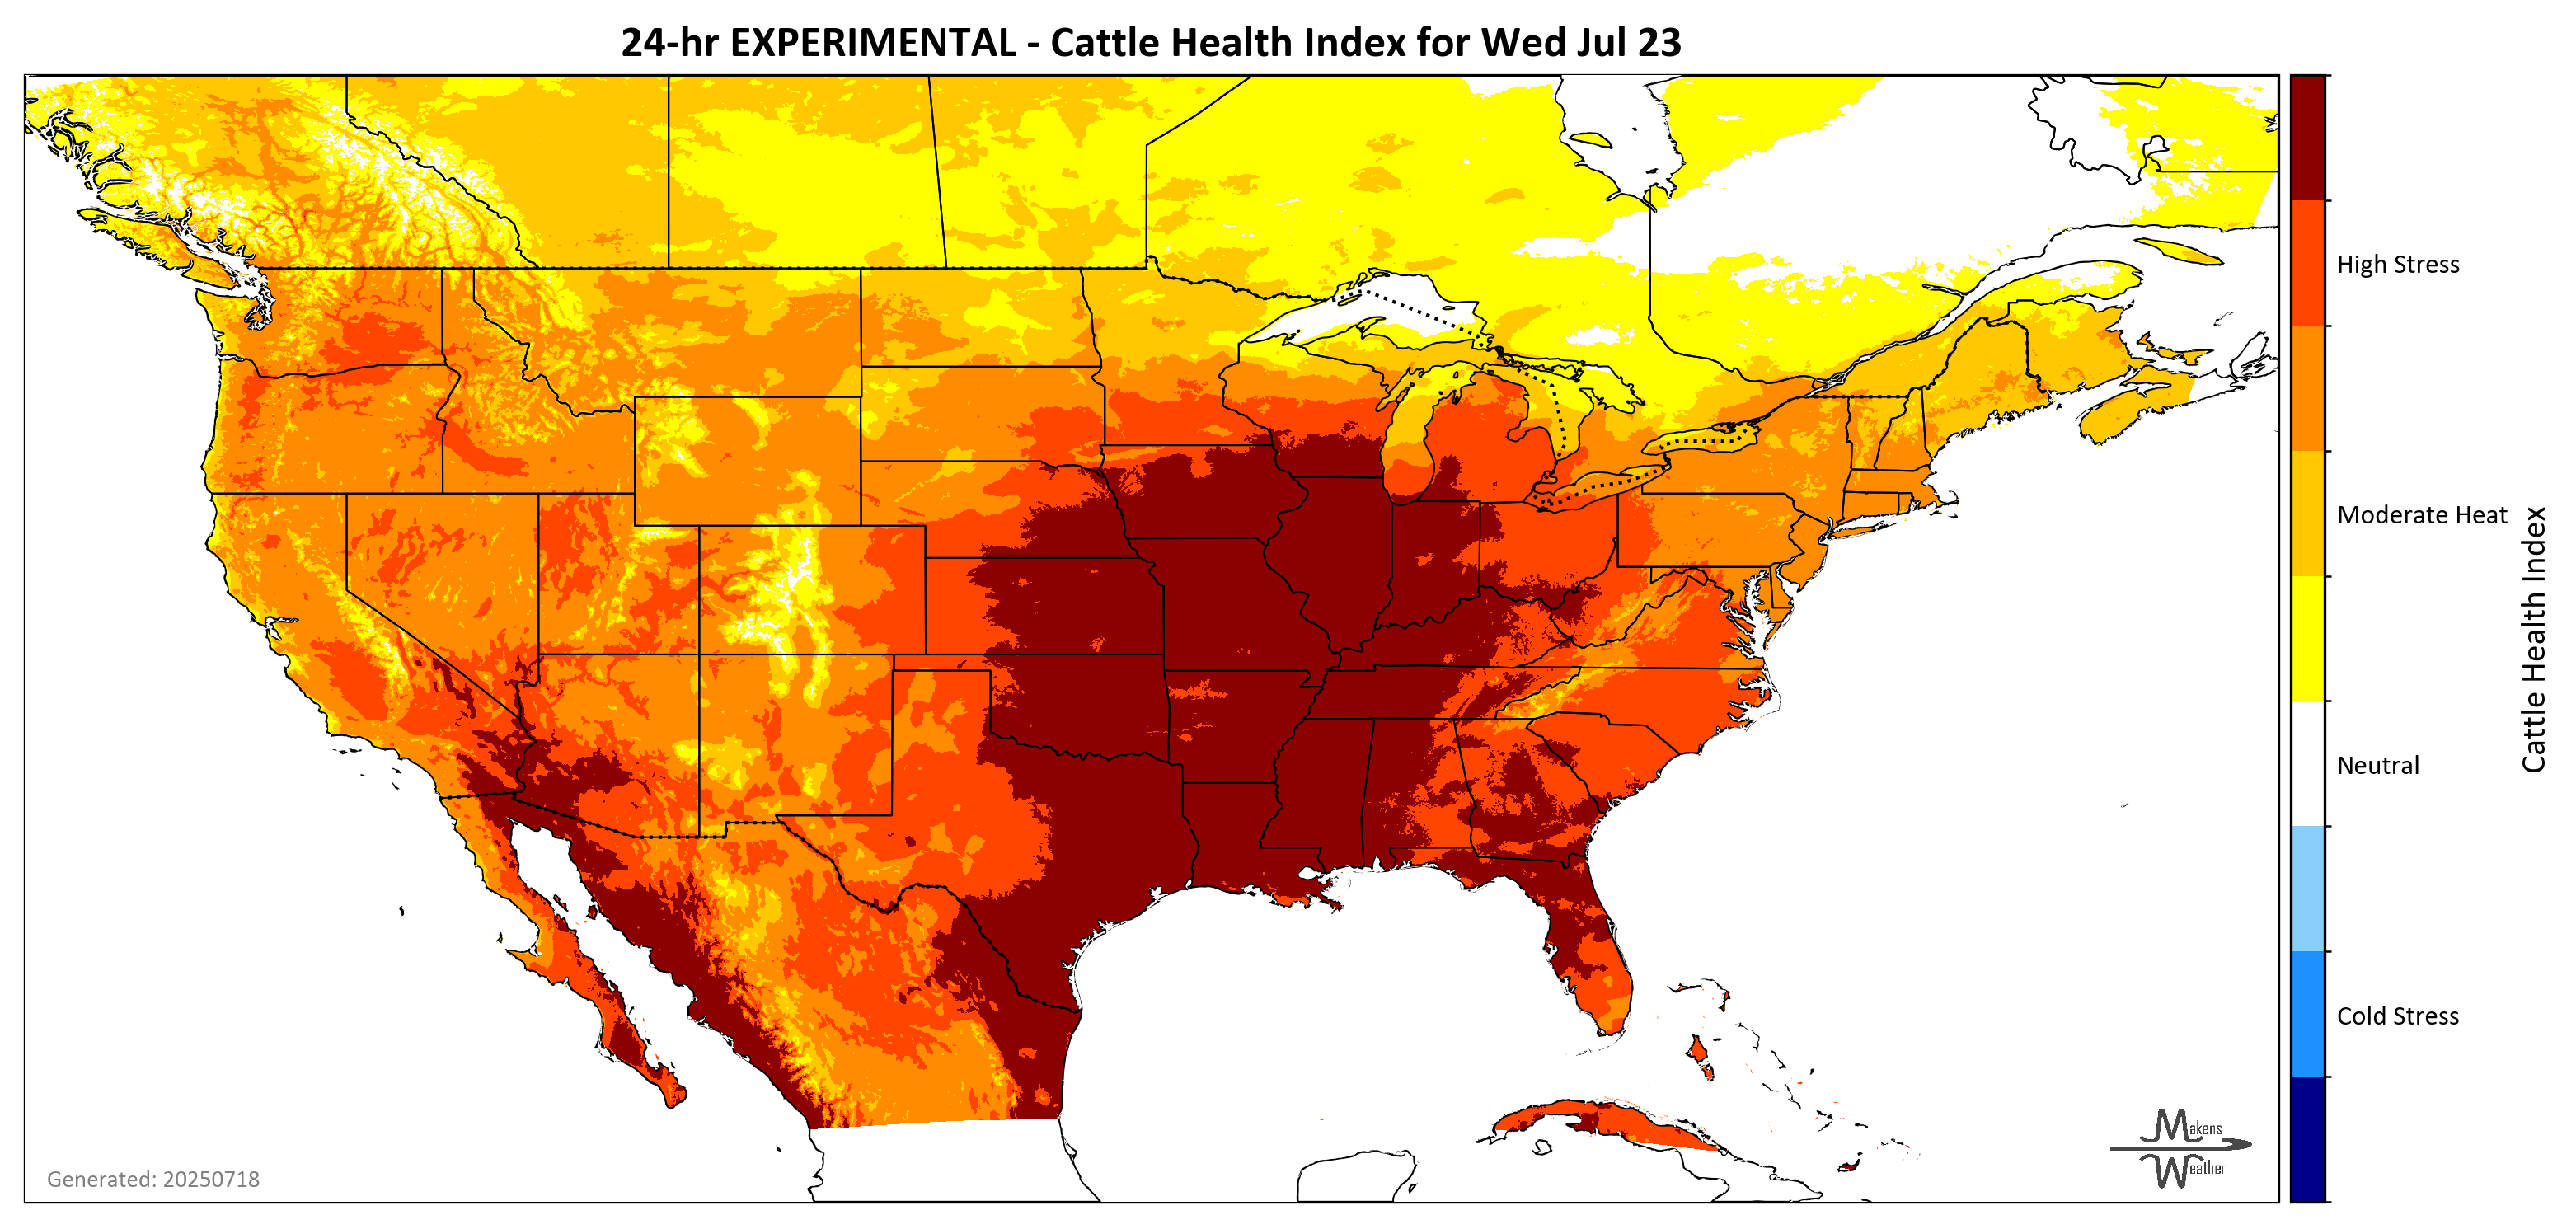 24-hr EXPERIMENTAL - Cattle Health Index for Wed Jul 23
High Stress
Moderate Heat
Neutral
Cold Stress
Cattle Health Index
Generated: 20250718
Makens
Weather